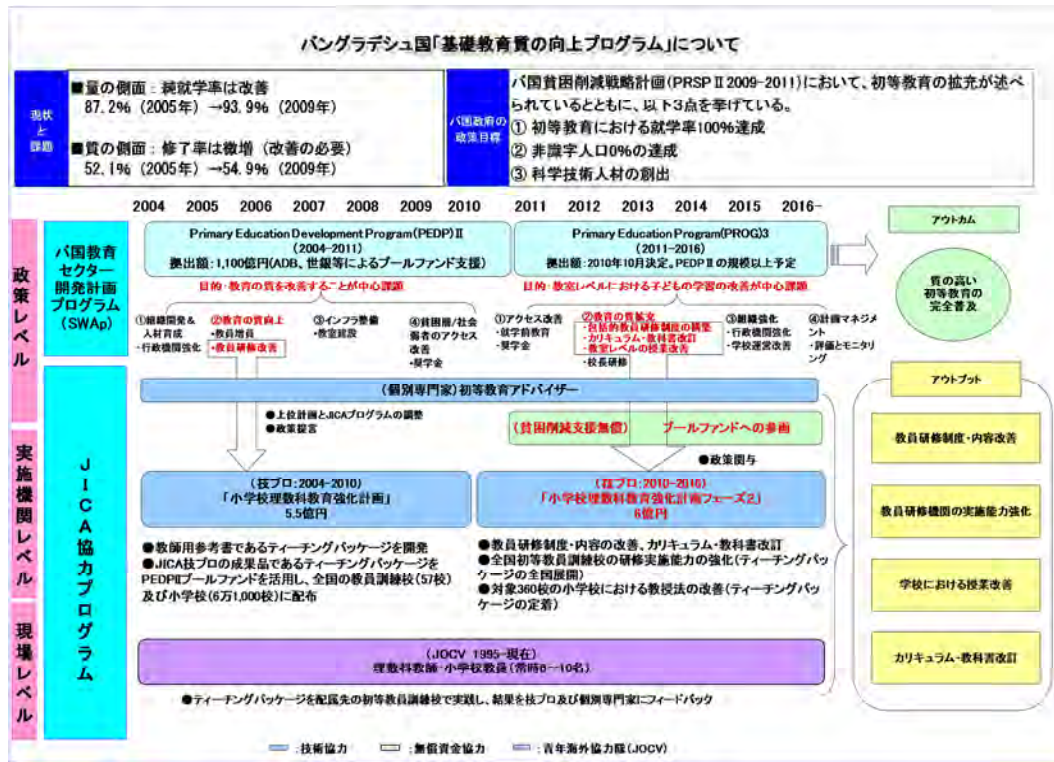 バングラデシュ国「基礎教育質の向上プログラム」について
現状
と
課題
■量の側面：純就学率は改善
87.2%（2005年）→93.9%（2009年）
■質の側面：修了率は微増（改善の必要）
52.1%（2005年）→54.9%（2009年）
バ国政府の
政策目標
バ国貧困削減戦略計画(PRSPⅡ2009-2011)において、初等教育の拡充が述べ
られているとともに、以下3点を挙げている。
① 初等教育における就学率100%達成
② 非識字人口0%の達成
③ 科学技術人材の創出
2004 2005 2006 2007 2008 2009 2010 2011 2012 2013 2014 2015 2016-
政策レベル
バ国教育
セクター
開発計画
プログラム
(SWAp)
Primary Education Development Program(PEDP)Ⅱ
(2004-2011)
拠出額：1,100億円(ADB、世銀等によるプールファンド支援)
Primary Education Program(PROG)3
(2011-2016)
拠出額：2010年10月決定。PEDPⅡの規模以上予定
アウトカム
質の高い
初等教育の
完全普及
目的・教育の質を改善することが中心課題
目的・教室レベルにおける子どもの学習の改善が中心課題
①組織開発＆
人材育成
・行政機関強化
②教育の質向上
・教員増員
・教員研修改善
③インフラ整備
・教室建設
④貧困層/社会
弱者のアクセス
改善
・奨学金
①アクセス改善
・就学前教育
・奨学金
②教育の質拡充
・包括的教員研修制度の構築
・カリキュラム・教科書改訂
・教室レベルの授業改善
・校長研修
③組織強化
・行政機関強化
・学校運営改善
④計画マネジメ
ント
・評価とモニタリ
ング
実施機関レベル
現場レベル
JICA協力プログラム
(個別専門家)初等教育アドバイザー
●上位計画とJICAプログラムの調整
●政策提言
(貧困削減支援無償) プールファンドへの参画
●政策関与
(技プロ：2004-2010)
「小学校理数科教育強化計画」
5.5億円
(技プロ：2010-2016)
「小学校理数科教育強化計画フェーズ2」
6億円
●教師用参考書であるティーチングパッケージを開発
●JICA技プロの成果品であるティーチングパッケージを
PEDPⅡプールファンドを活用し、全国の教員訓練校(57校)
及び小学校(6万1,000校)に配布
●教員研修制度・内容の改善、カリキュラム・教科書改訂
●全国初等教員訓練校の研修実施能力の強化(ティーチングパッ
ケージの全国展開)
●対象360校の小学校における教授法の改善(ティーチングパッ
ケージの定着)
(JOCV 1995-現在)
理数科教師・小学校教員(常時8-10名)
●ティーチングパッケージを配属先の初等教員訓練校で実践し、結果を技プロ及び個別専門家にフィードバック
アウトプット
教員研修制度・内容改善
教員研修機関の実施能力強化
学校における授業改善
カリキュラム・教科書改訂
：技術協力 ：無償資金協力 ：青年海外協力隊(JOCV)